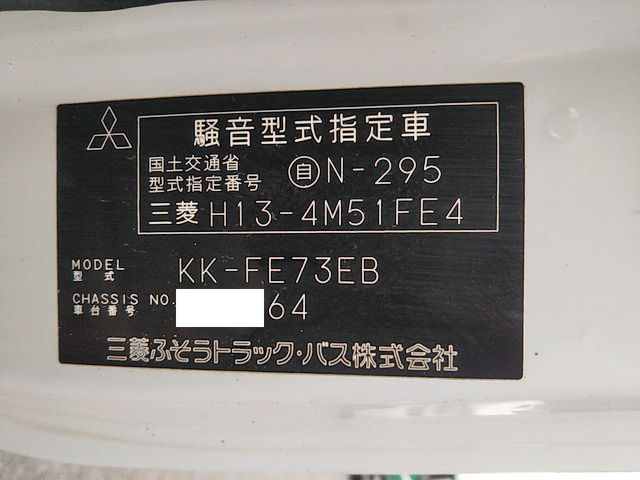 騒音型式指定車
国土交通省
型式指定番号 自N-295
三菱 H13-4M51FE4
MODEL
型式 KK-FE73EB
CHASSIS NO.
車台番号 64
三菱ふそうトラック・バス株式会社